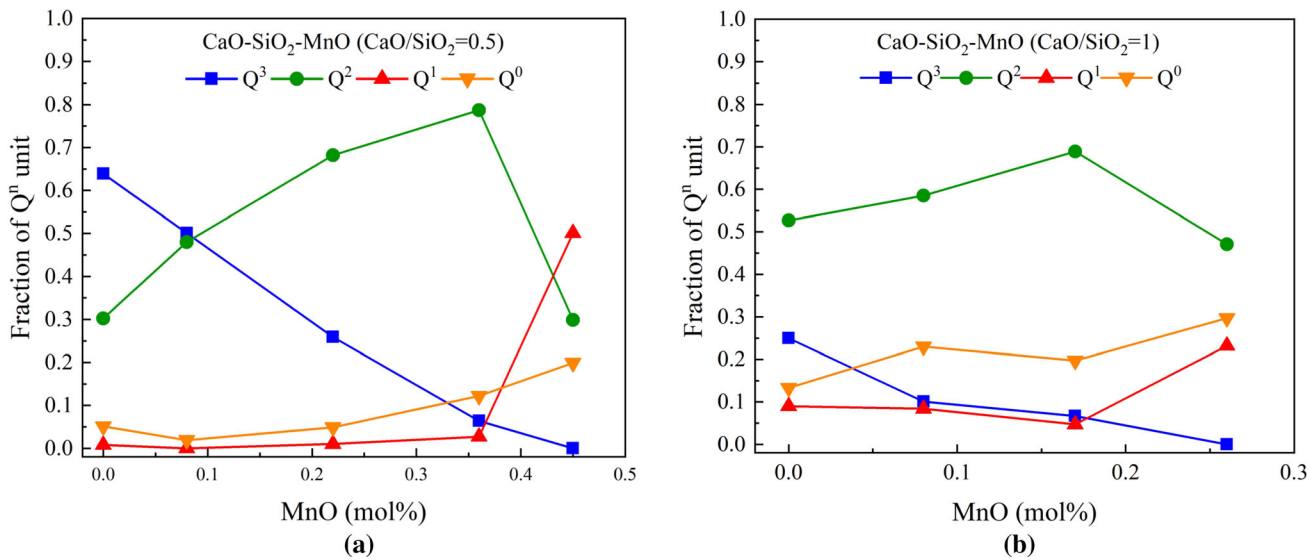 1.0
0.9
0.8
0.7
0.6
0.5
0.4
0.3
0.2
0.1
0.0
Fraction of Qⁿ unit
CaO-SiO₂-MnO (CaO/SiO₂=0.5)
Q³ Q² Q¹ Q⁰
0.0 0.1 0.2 0.3 0.4 0.5
MnO (mol%)
(a)
1.0
0.9
0.8
0.7
0.6
0.5
0.4
0.3
0.2
0.1
0.0
Fraction of Qⁿ unit
CaO-SiO₂-MnO (CaO/SiO₂=1)
Q³ Q² Q¹ Q⁰
0.0 0.1 0.2 0.3
MnO (mol%)
(b)